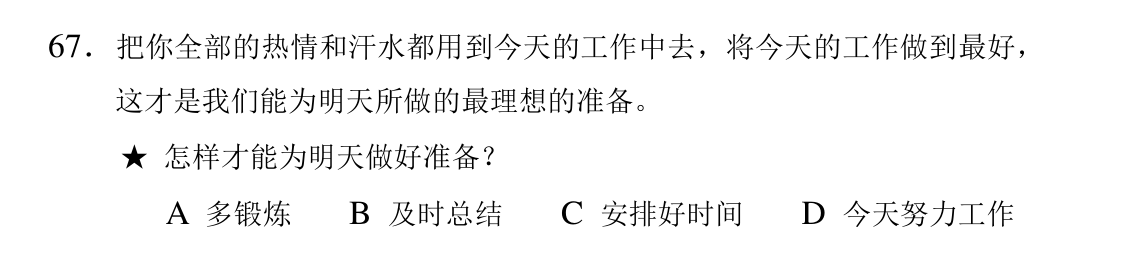 67．把你全部的热情和汗水都用到今天的工作中去，将今天的工作做到最好，
这才是我们能为明天所做的最理想的准备。
★ 怎样才能为明天做好准备？
A 多锻炼 B 及时总结 C 安排好时间 D 今天努力工作